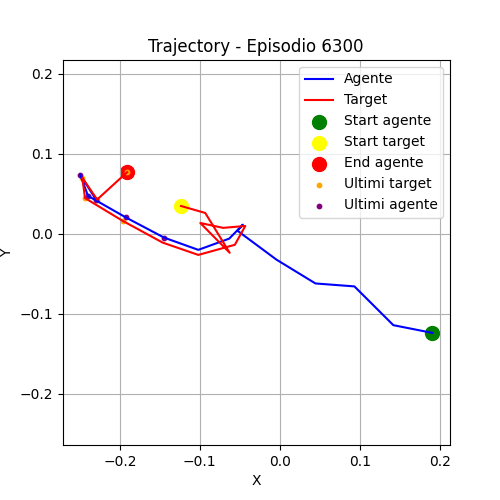 Trajectory - Episodio 6300
Agente
Target
Start agente
Start target
End agente
Ultimi target
Ultimi agente
0.2
0.1
0.0
−0.1
−0.2
Y
−0.2
−0.1
0.0
0.1
0.2
X